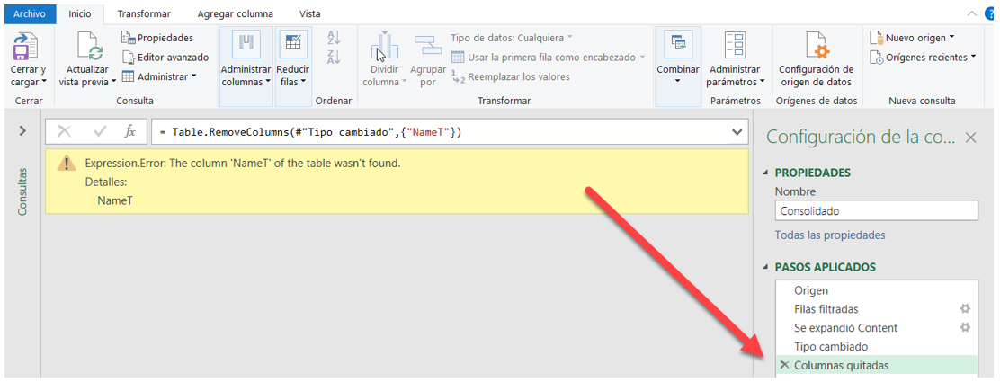 Archivo Inicio Transformar Agregar columna Vista
Cerrar y cargar
Cerrar
Actualizar vista previa
Propiedades
Editor avanzado
Administrar
Consulta
Administrar columnas
Reducir filas
A Z
Z A
Ordenar
Dividir columna
Agrupar por
Tipo de datos: Cualquiera
Usar la primera fila como encabezado
1 2 Reemplazar los valores
Transformar
Combinar
Administrar parámetros
Parámetros
Configuración de origen de datos
Orígenes de datos
Nuevo origen
Orígenes recientes
Nueva consulta
?
fx = Table.RemoveColumns(#"Tipo cambiado",{"NameT"})
Expression.Error: The column 'NameT' of the table wasn't found.
Detalles:
NameT
Consultas
Configuración de la co...
PROPIEDADES
Nombre
Consolidado
Todas las propiedades
PASOS APLICADOS
Origen
Filas filtradas
Se expandió Content
Tipo cambiado
Columnas quitadas